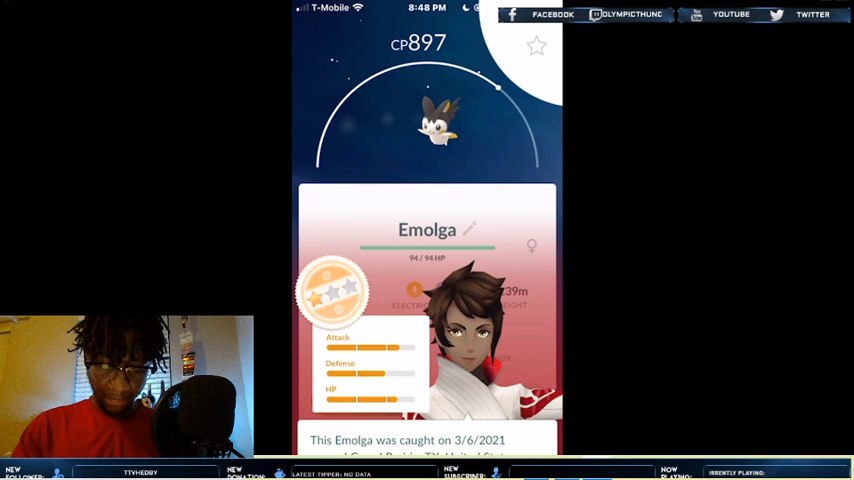 T-Mobile 8:48 PM
FACEBOOK OLYMPICTHUND YOUTUBE TWITTER
CP897
Emolga
94 / 94 HP
39m
ELECTRIC
EIGHT
Attack
Defense
HP
This Emolga was caught on 3/6/2021
NEW FOLLOWER: TTVHEDBY
NEW DONATION: LATEST TIPPER: NO DATA
NEW SUBSCRIBER:
NOW PLAYING: IRRENTLY PLAYING: